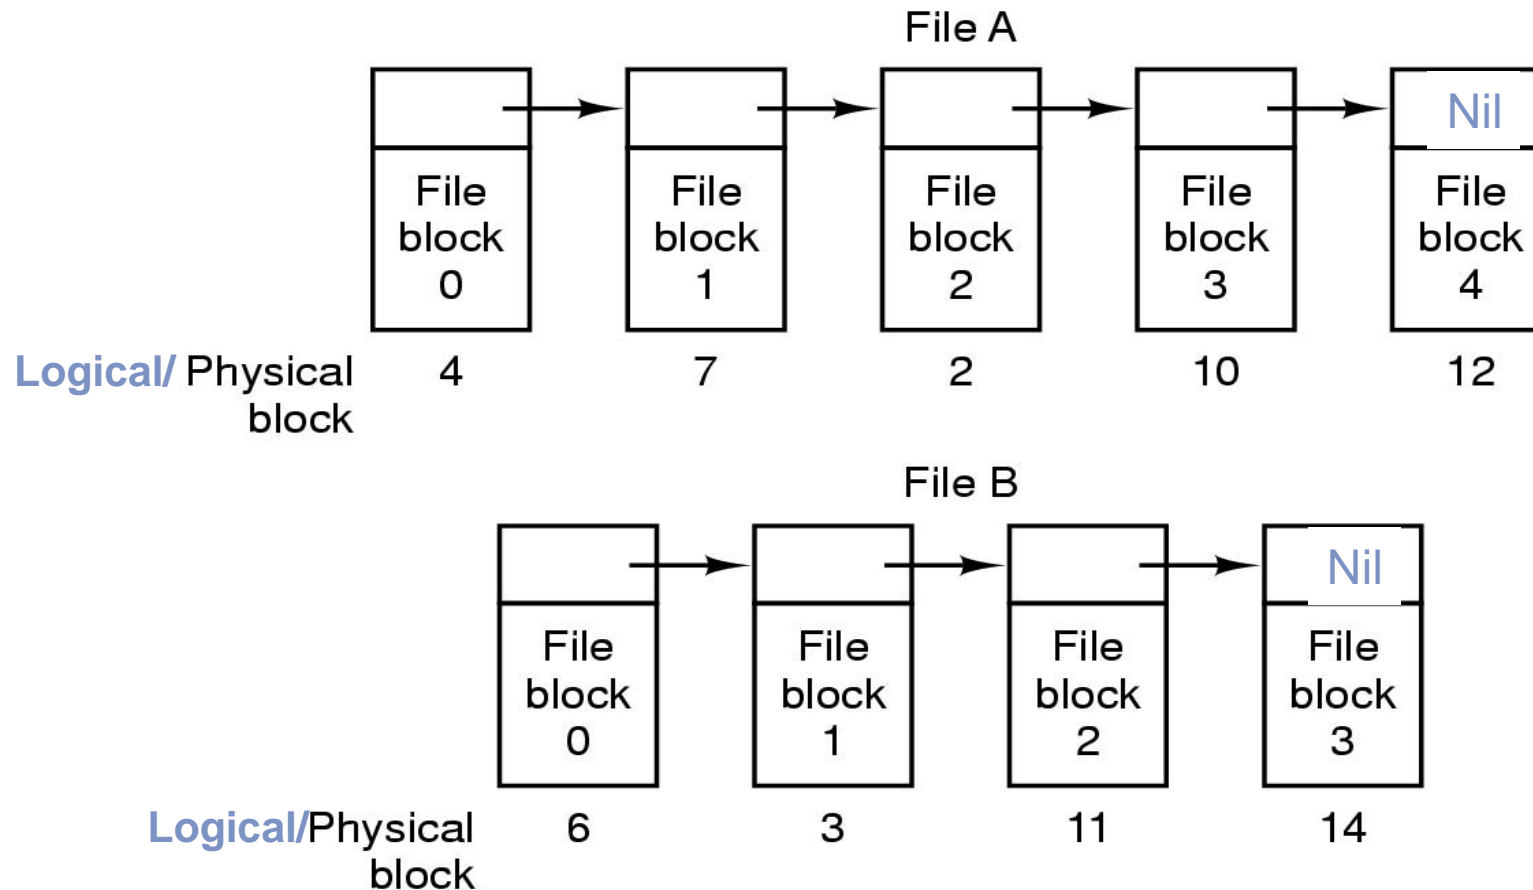 File A
Nil
File File File File File
block block block block block
0 1 2 3 4
Logical/ Physical 4 7 2 10 12
block
File B
Nil
File File File File
block block block block
0 1 2 3
Logical/Physical 6 3 11 14
block